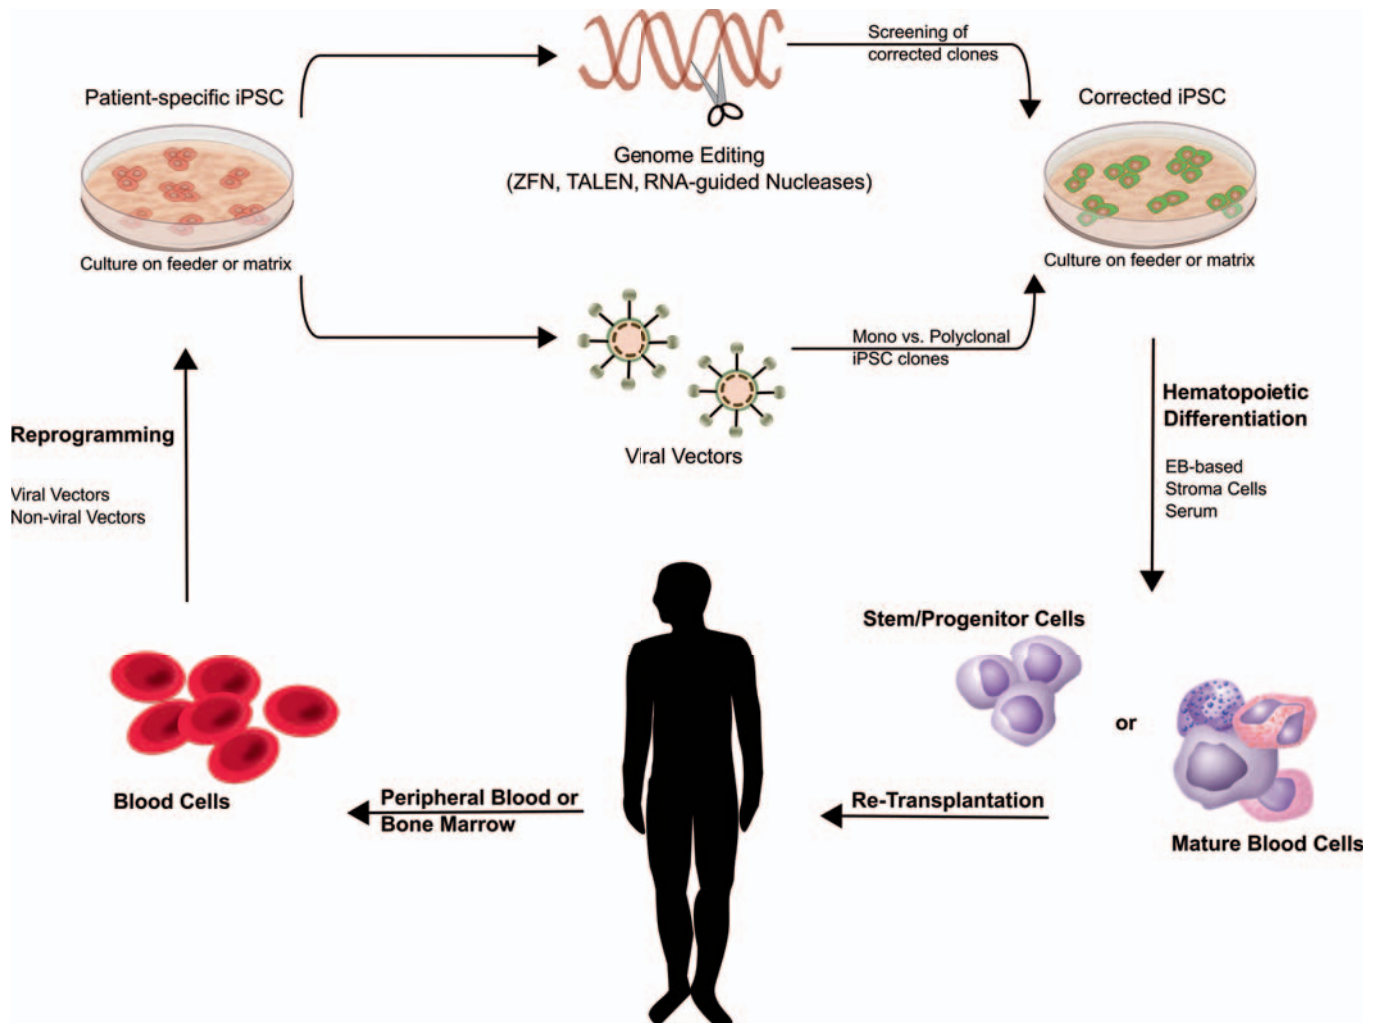 Screening of
corrected clones
Patient-specific iPSC
Corrected iPSC
Genome Editing
(ZFN, TALEN, RNA-guided Nucleases)
Culture on feeder or matrix
Culture on feeder or matrix
Mono vs. Polyclonal
iPSC clones
Viral Vectors
Reprogramming
Viral Vectors
Non-viral Vectors
Hematopoietic
Differentiation
EB-based
Stroma Cells
Serum
Stem/Progenitor Cells
or
Mature Blood Cells
Re-Transplantation
Peripheral Blood or
Bone Marrow
Blood Cells